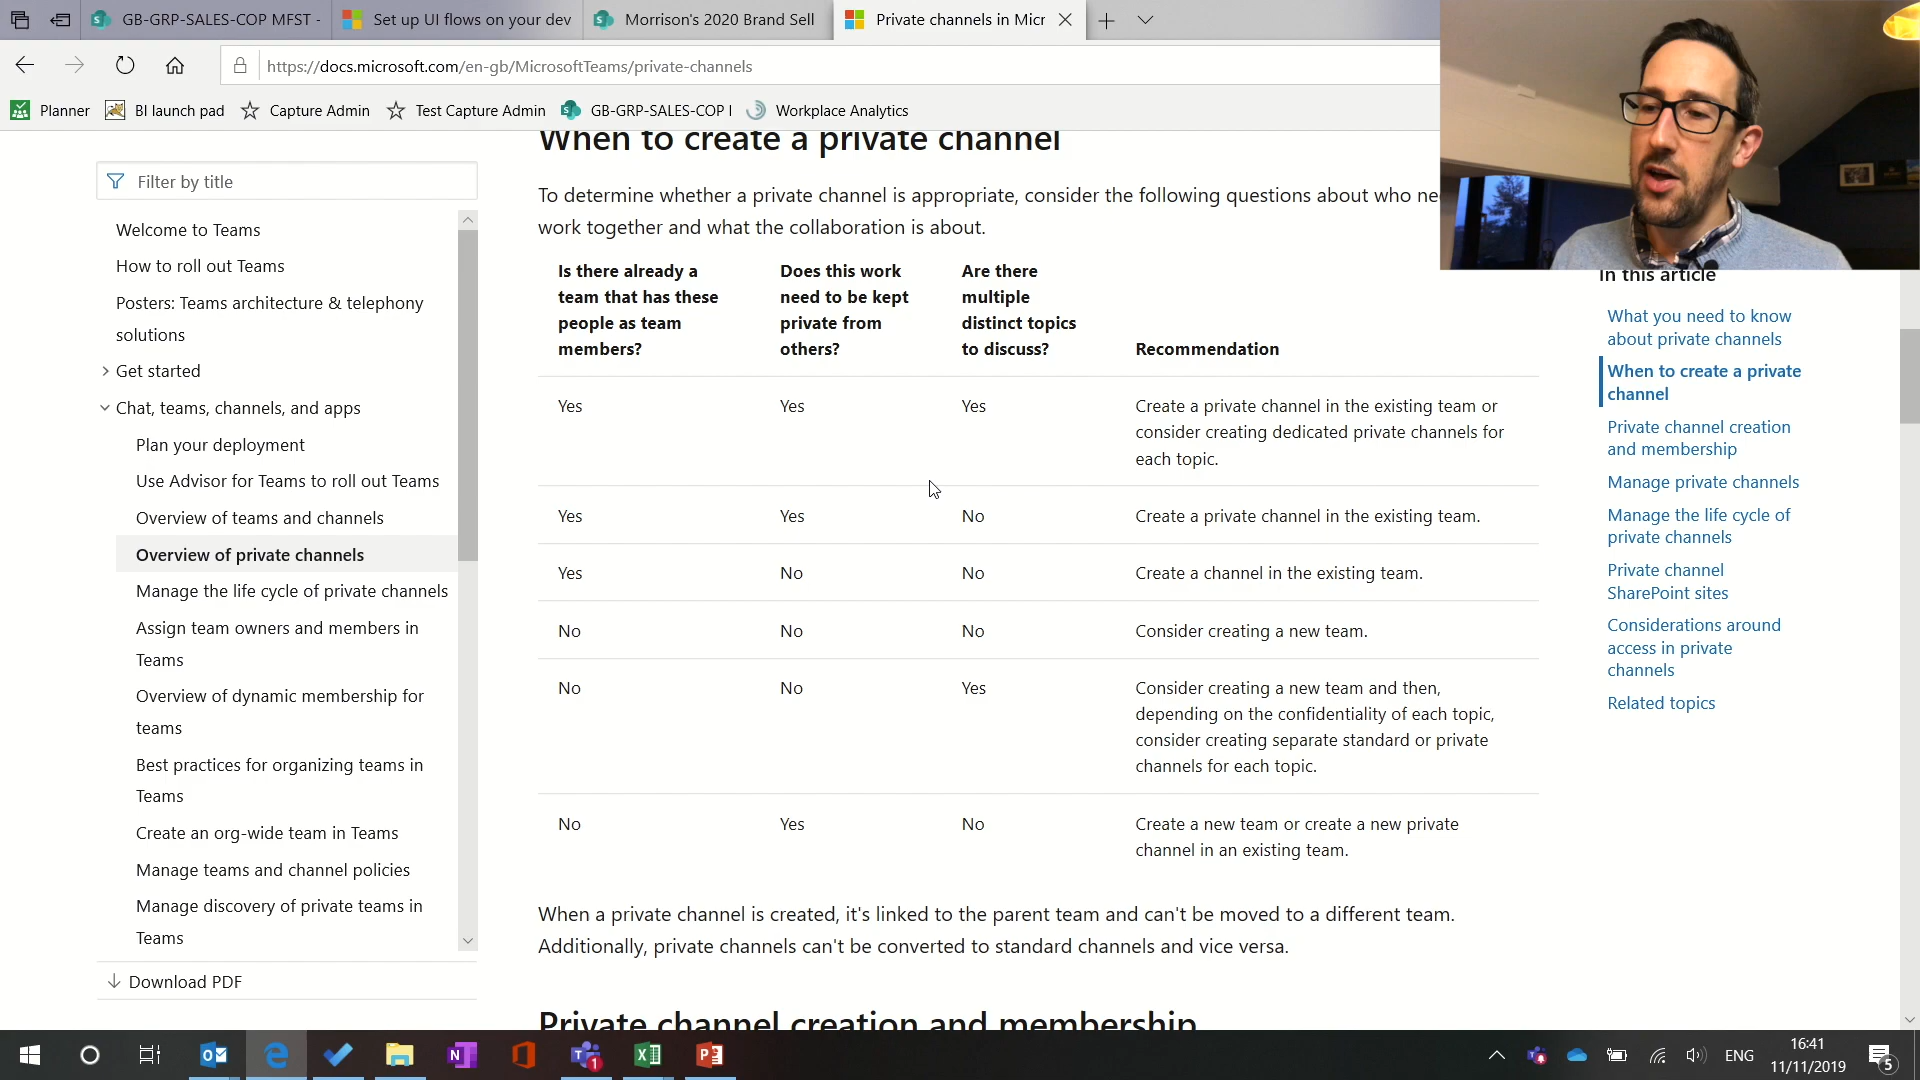 GB-GRP-SALES-COP MFST -
Set up UI flows on your dev
Morrison's 2020 Brand Sell
Private channels in Micr
https://docs.microsoft.com/en-gb/MicrosoftTeams/private-channels
Planner
BI launch pad
Capture Admin
Test Capture Admin
GB-GRP-SALES-COP I
Workplace Analytics
Filter by title
Welcome to Teams
How to roll out Teams
Posters: Teams architecture & telephony
solutions
Get started
Chat, teams, channels, and apps
Plan your deployment
Use Advisor for Teams to roll out Teams
Overview of teams and channels
Overview of private channels
Manage the life cycle of private channels
Assign team owners and members in
Teams
Overview of dynamic membership for
teams
Best practices for organizing teams in
Teams
Create an org-wide team in Teams
Manage teams and channel policies
Manage discovery of private teams in
Teams
Download PDF
When to create a private channel
To determine whether a private channel is appropriate, consider the following questions about who ne
work together and what the collaboration is about.
Is there already a
team that has these
people as team
members?
Does this work
need to be kept
private from
others?
Are there
multiple
distinct topics
to discuss?
Recommendation
Yes Yes Yes Create a private channel in the existing team or
consider creating dedicated private channels for
each topic.
Yes Yes No Create a private channel in the existing team.
Yes No No Create a channel in the existing team.
No No No Consider creating a new team.
No No Yes Consider creating a new team and then,
depending on the confidentiality of each topic,
consider creating separate standard or private
channels for each topic.
No Yes No Create a new team or create a new private
channel in an existing team.
When a private channel is created, it's linked to the parent team and can't be moved to a different team.
Additionally, private channels can't be converted to standard channels and vice versa.
Private channel creation and membership
In this article
What you need to know
about private channels
When to create a private
channel
Private channel creation
and membership
Manage private channels
Manage the life cycle of
private channels
Private channel
SharePoint sites
Considerations around
access in private
channels
Related topics
ENG
16:41
11/11/2019
5